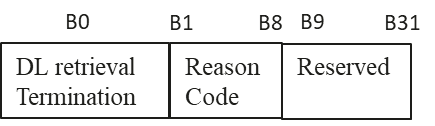 B0 B1 B8 B9 B31
DL retrieval Reason Reserved
Termination Code